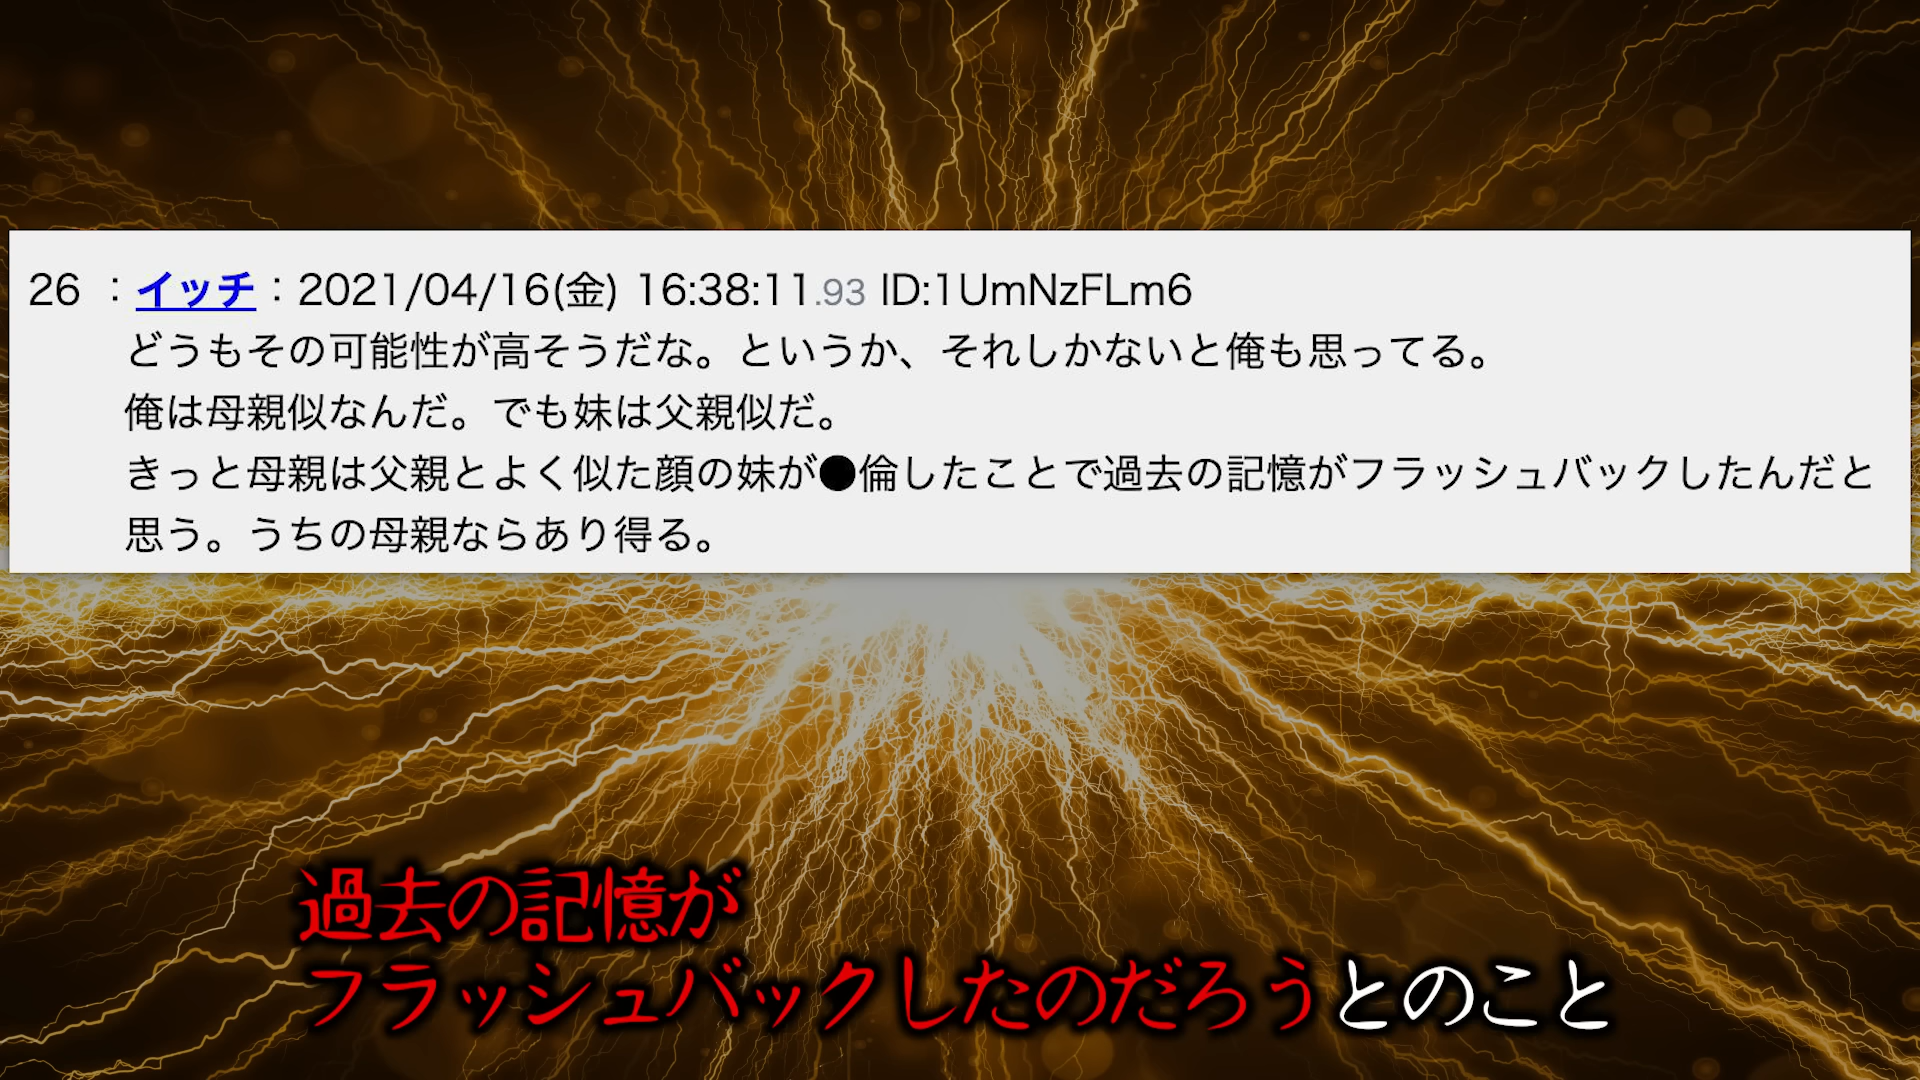 26 ：イッチ：2021/04/16(金) 16:38:11.93 ID:1UmNzFLm6
どうもその可能性が高そうだな。というか、それしかないと俺も思ってる。
俺は母親似なんだ。でも妹は父親似だ。
きっと母親は父親とよく似た顔の妹が●倫したことで過去の記憶がフラッシュバックしたんだと
思う。うちの母親ならあり得る。
過去の記憶が
フラッシュバックしたのだろうとのこと